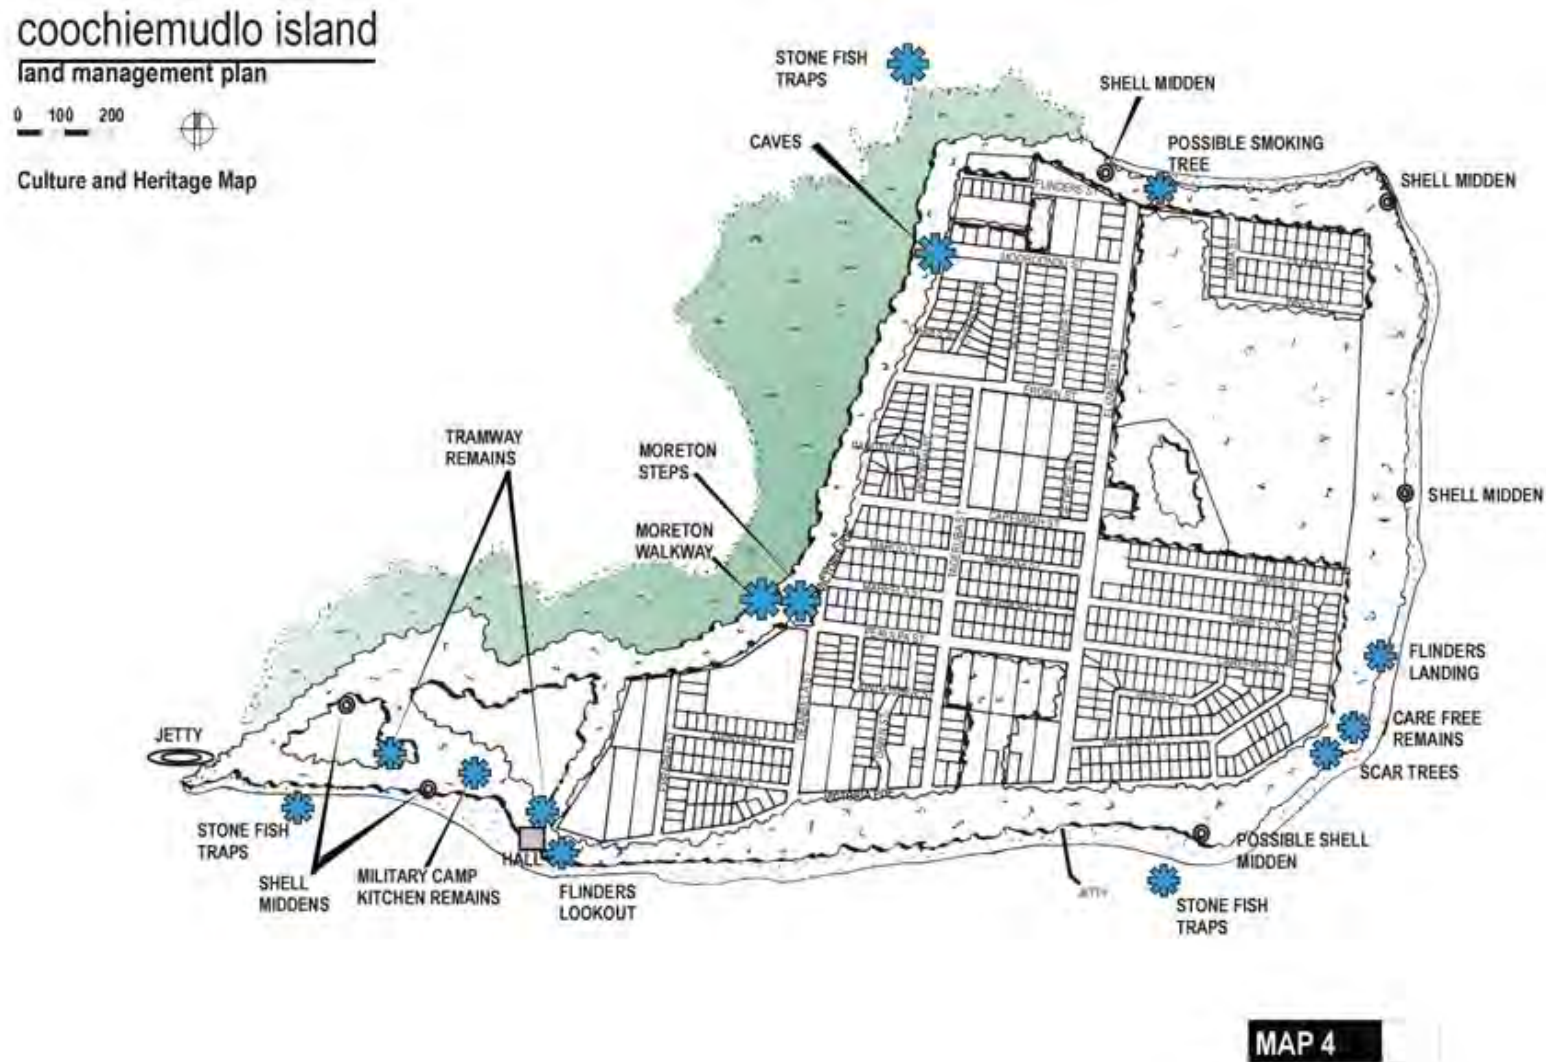 coochiemudlo island
land management plan
0 100 200
Culture and Heritage Map
STONE FISH
TRAPS
SHELL MIDDEN
CAVES
POSSIBLE SMOKING
TREE
SHELL MIDDEN
FLINDERS ST
ELIZABETH ST
TRAMWAY
REMAINS
MORETON
STEPS
SHELL MIDDEN
MORETON
WALKWAY
FLINDERS
LANDING
CARE FREE
REMAINS
JETTY
SCAR TREES
STONE FISH
TRAPS
SHELL
MIDDENS
MILITARY CAMP
KITCHEN REMAINS
HALL
FLINDERS
LOOKOUT
POSSIBLE SHELL
MIDDEN
JETTY
STONE FISH
TRAPS
MAP 4